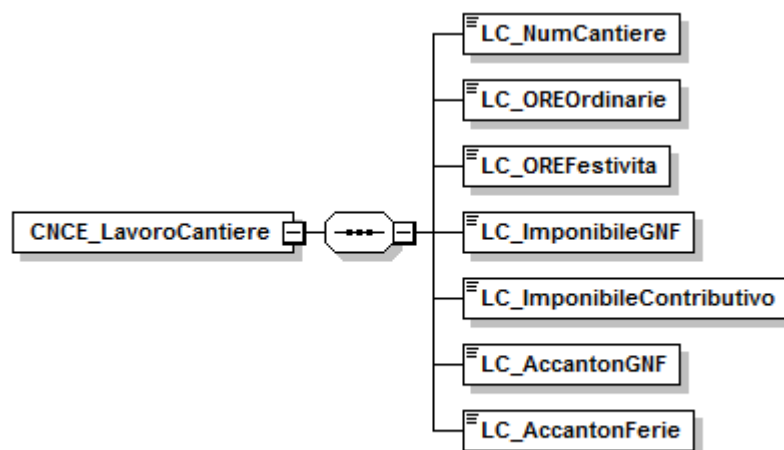 LC_NumCantiere
LC_OREOrdinarie
LC_OREFestivita
CNCE_LavoroCantiere
LC_ImponibileGNF
LC_ImponibileContributivo
LC_AccantonGNF
LC_AccantonFerie